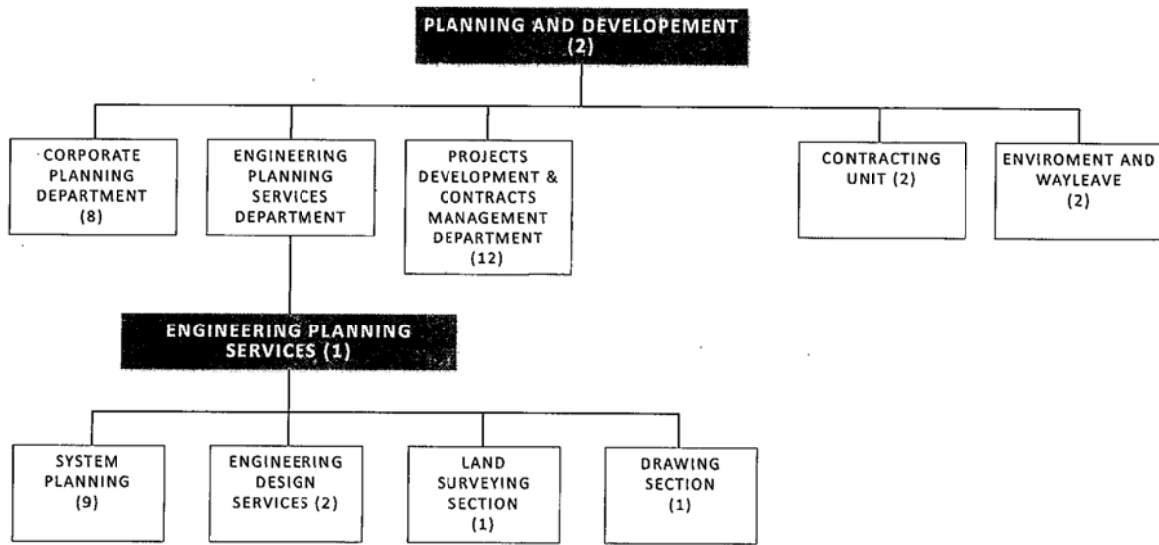 PLANNING AND DEVELOPEMENT
(2)
CORPORATE
PLANNING
DEPARTMENT
(8)
ENGINEERING
PLANNING
SERVICES
DEPARTMENT
PROJECTS
DEVELOPMENT &
CONTRACTS
MANAGEMENT
DEPARTMENT
(12)
CONTRACTING
UNIT (2)
ENVIROMENT AND
WAYLEAVE
(2)
ENGINEERING PLANNING
SERVICES (1)
SYSTEM
PLANNING
(9)
ENGINEERING
DESIGN
SERVICES (2)
LAND
SURVEYING
SECTION
(1)
DRAWING
SECTION
(1)